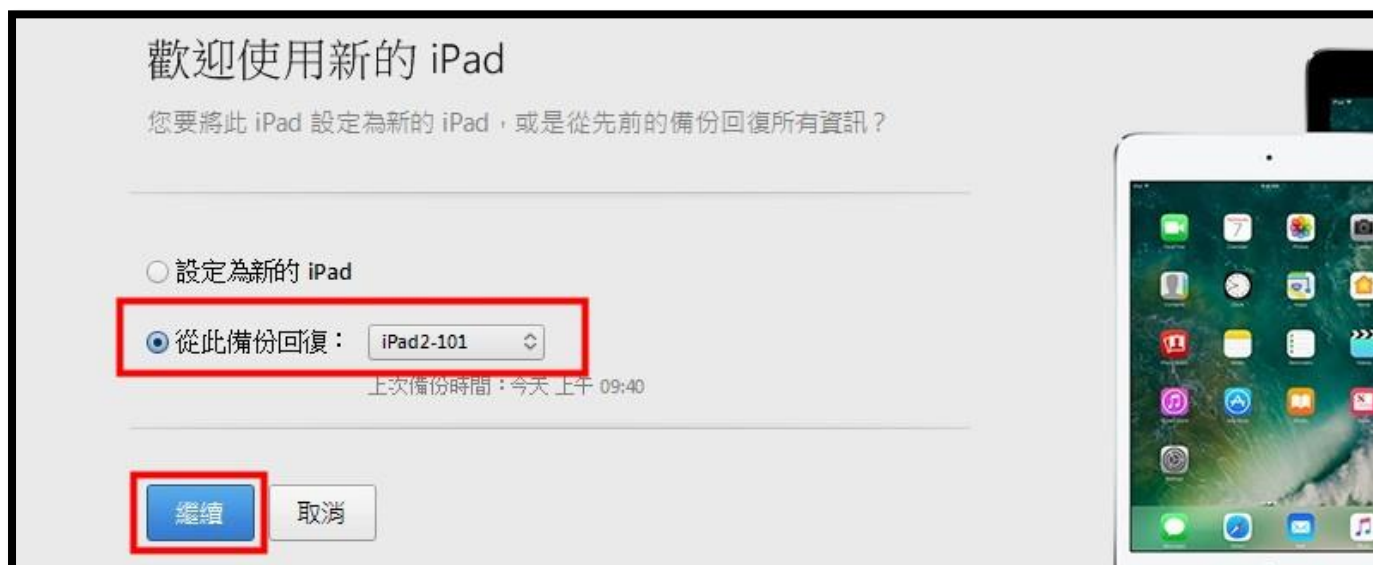 歡迎使用新的 iPad
您要將此 iPad 設定為新的 iPad，或是從先前的備份回復所有資訊？
設定為新的 iPad
從此備份回復： iPad2-101
上次備份時間：今天 上午 09:40
繼續 取消
7